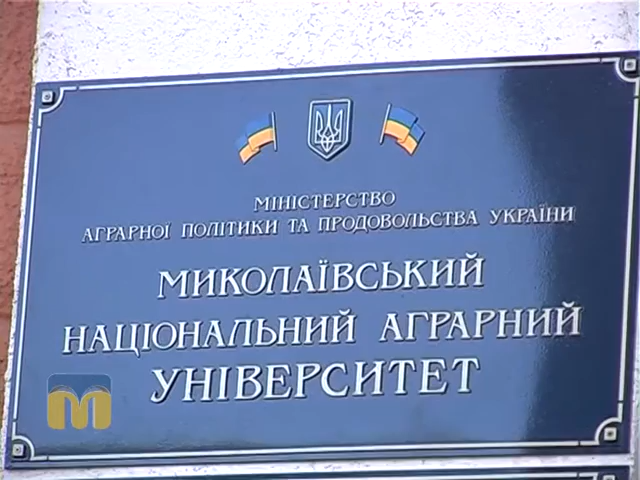 МІНІСТЕРСТВО
АГРАРНОЇ ПОЛІТИКИ ТА ПРОДОВОЛЬСТВА УКРАЇНИ
МИКОЛАЇВСЬКИЙ
НАЦІОНАЛЬНИЙ АГРАРНИЙ
УНІВЕРСИТЕТ
М